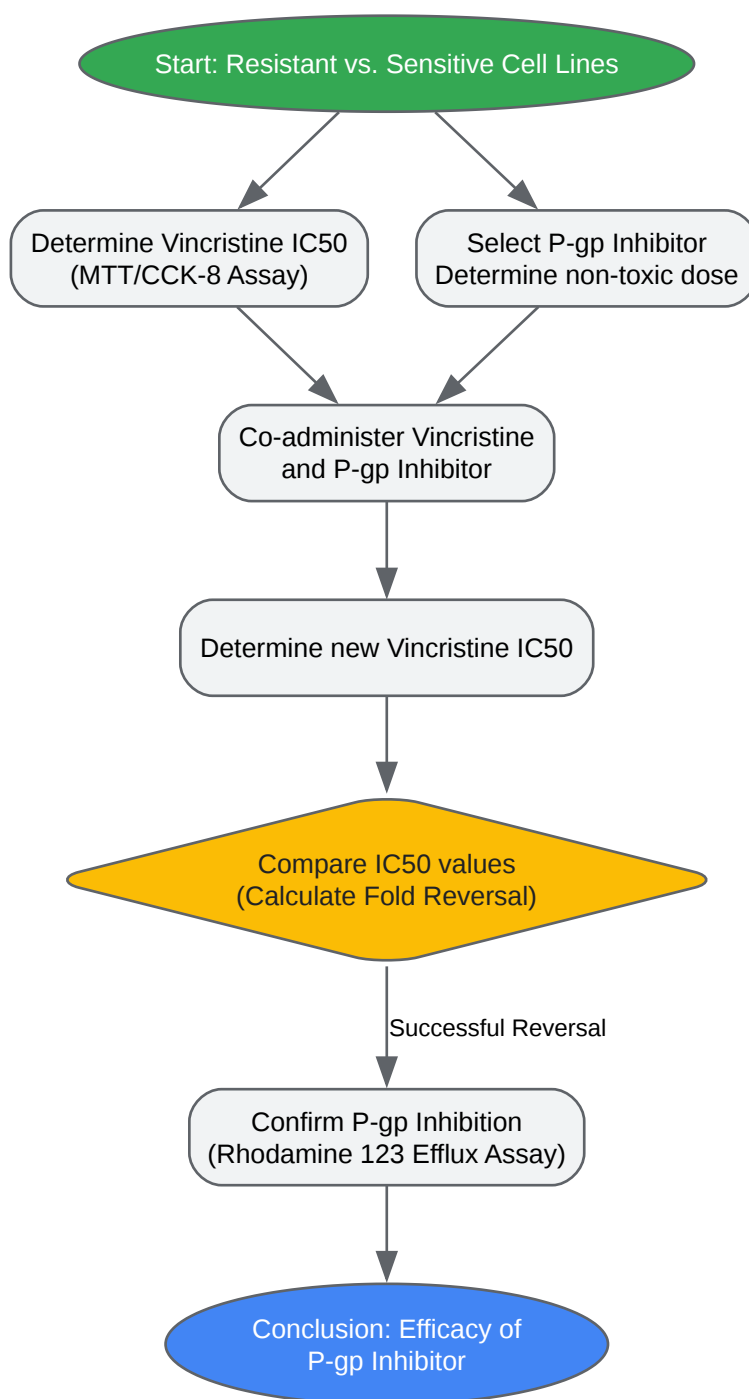 Start: Resistant vs. Sensitive Cell Lines
Determine Vincristine IC50
(MTT/CCK-8 Assay)
Select P-gp Inhibitor
Determine non-toxic dose
Co-administer Vincristine
and P-gp Inhibitor
Determine new Vincristine IC50
Compare IC50 values
(Calculate Fold Reversal)
Successful Reversal
Confirm P-gp Inhibition
(Rhodamine 123 Efflux Assay)
Conclusion: Efficacy of
P-gp Inhibitor